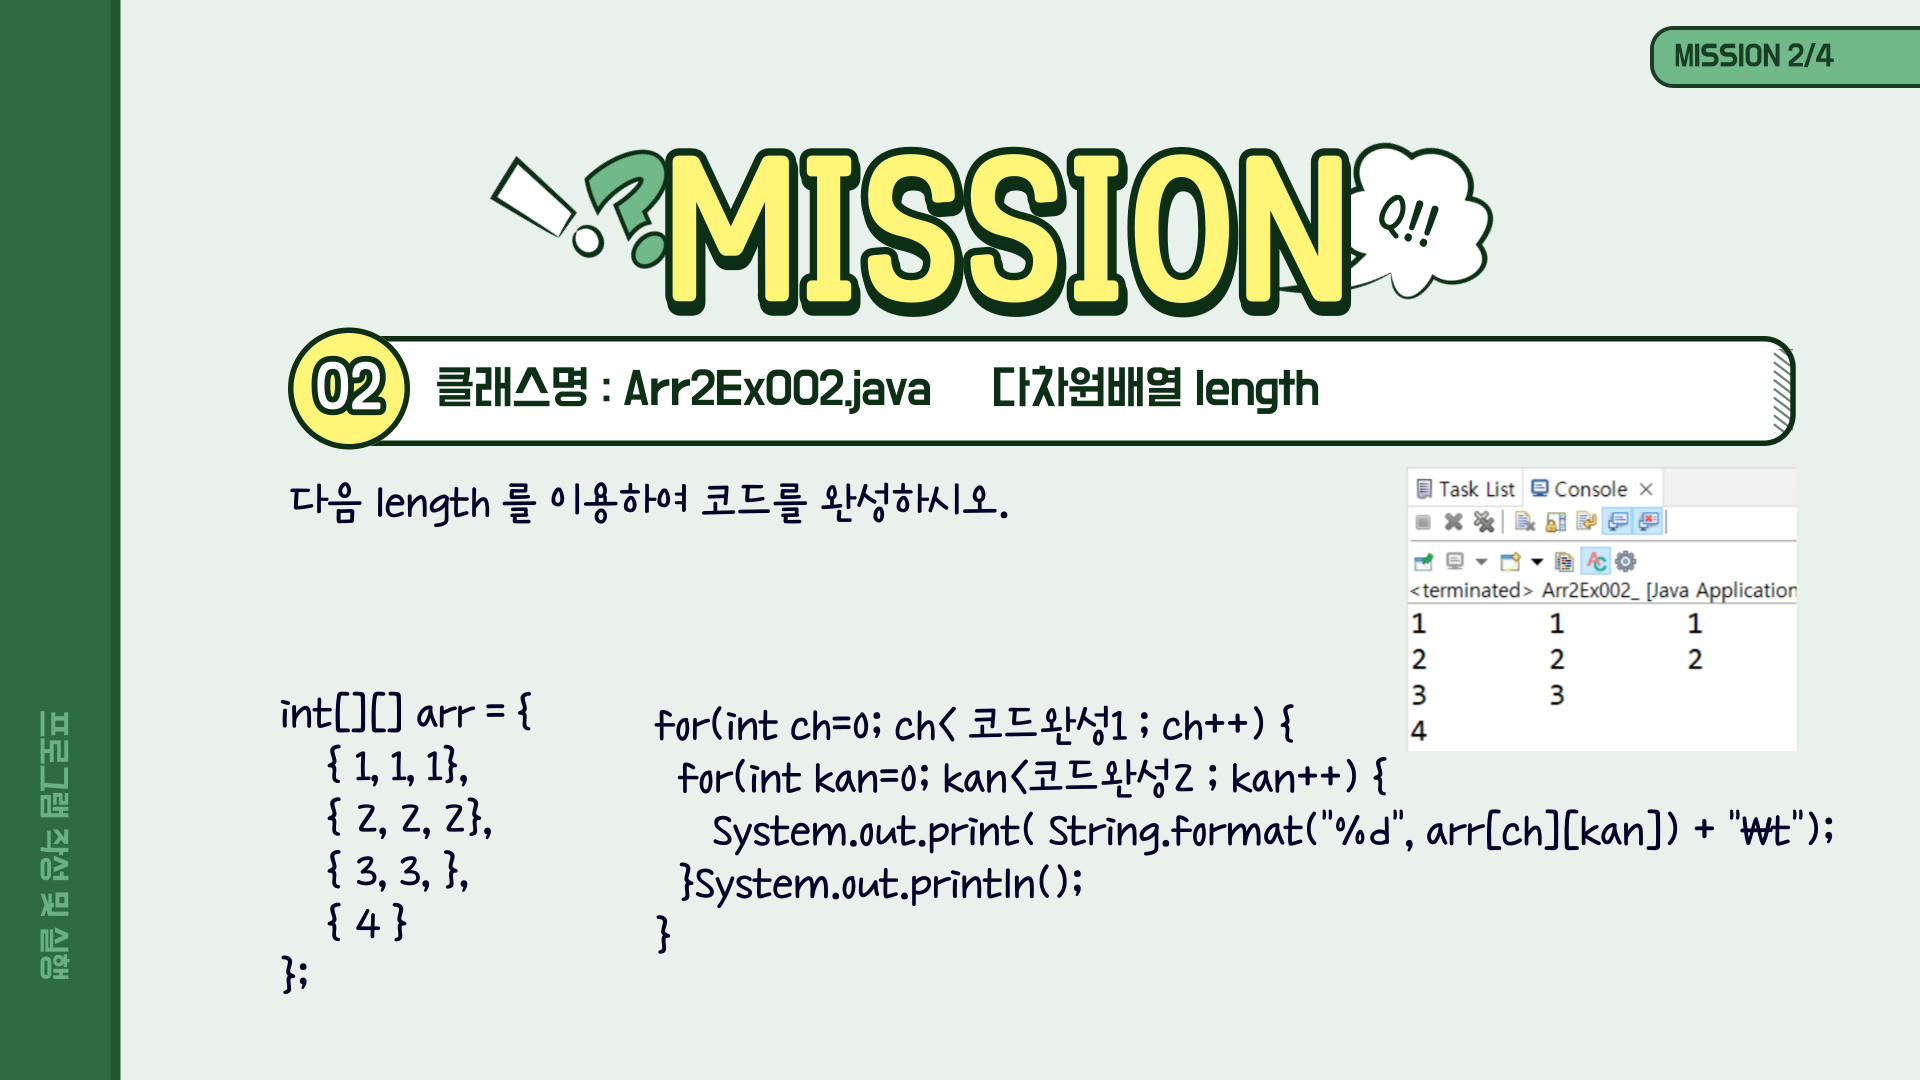 MISSION 2/4
MISSION
Q!!
02
클래스명 : Arr2Ex002.java 다차원배열 length
다음 length 를 이용하여 코드를 완성하시오.
Task List Console
<terminated> Arr2Ex002_ [Java Application
1 1 1
2 2 2
3 3
4
int[][] arr = {
{ 1, 1, 1},
{ 2, 2, 2},
{ 3, 3, },
{ 4 }
};
for(int ch=0; ch< 코드완성1 ; ch++) {
for(int kan=0; kan<코드완성2 ; kan++) {
System.out.print( String.format("%d", arr[ch][kan]) + "₩t");
}System.out.println();
}
프로그램 작성 및 실행